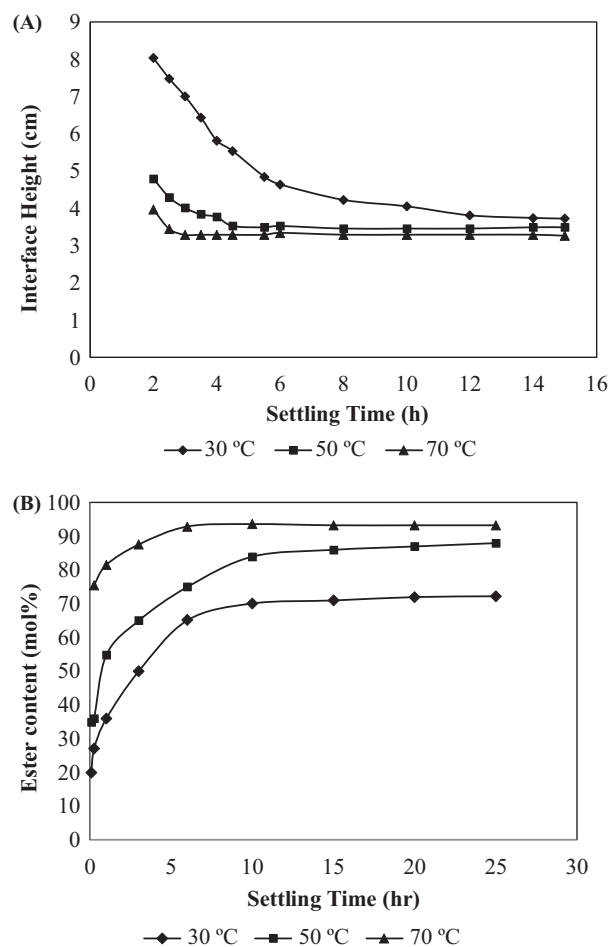 (A)
9
8
7
6
5
4
3
2
1
0
Interface Height (cm)
0 2 4 6 8 10 12 14 16
Settling Time (h)
30 ºC 50 ºC 70 ºC
(B)
100
90
80
70
60
50
40
30
20
10
0
Ester content (mol%)
0 5 10 15 20 25 30
Settling Time (hr)
30 ºC 50 ºC 70 ºC